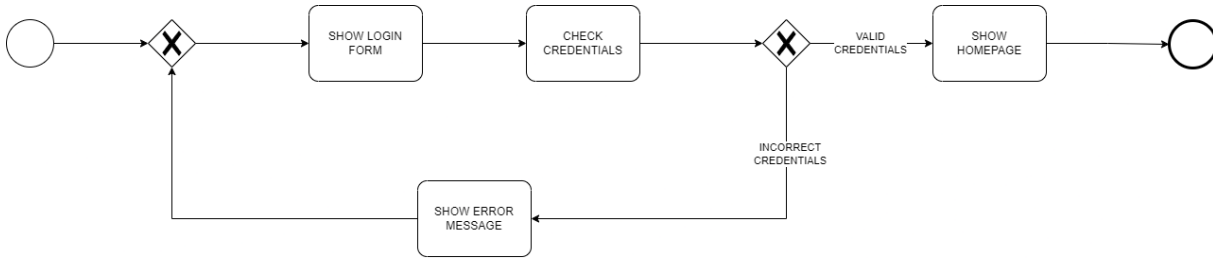 SHOW LOGIN
FORM
CHECK
CREDENTIALS
VALID
CREDENTIALS
SHOW
HOMEPAGE
INCORRECT
CREDENTIALS
SHOW ERROR
MESSAGE